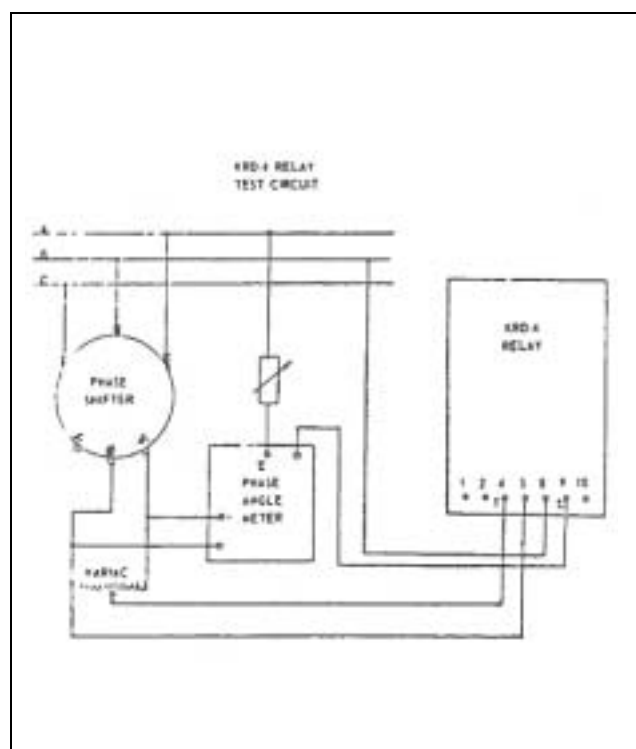 KRD-4 RELAY
TEST CIRCUIT
A
B
C
KRD-4
RELAY
PHASE
SHIFTER
PHASE
ANGLE
METER
1 2 4 5 8 9 10
VARIAC